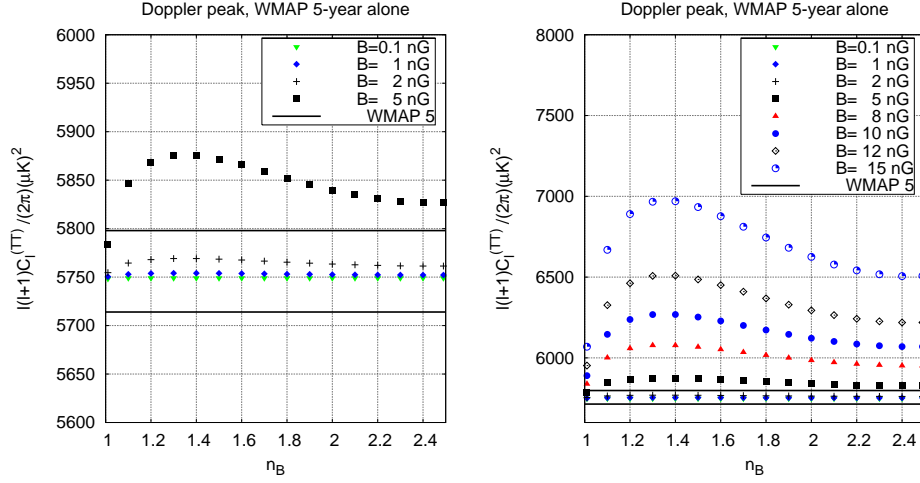 Doppler peak, WMAP 5-year alone
l(l+1)C_l^(TT)/(2π)(μK)^2
6000
5950
5900
5850
5800
5750
5700
5650
5600
B=0.1 nG
B= 1 nG
B= 2 nG
B= 5 nG
WMAP 5
1 1.2 1.4 1.6 1.8 2 2.2 2.4
n_B
Doppler peak, WMAP 5-year alone
l(l+1)C_l^(TT)/(2π)(μK)^2
8000
7500
7000
6500
6000
B=0.1 nG
B= 1 nG
B= 2 nG
B= 5 nG
B= 8 nG
B= 10 nG
B= 12 nG
B= 15 nG
WMAP 5
1 1.2 1.4 1.6 1.8 2 2.2 2.4
n_B